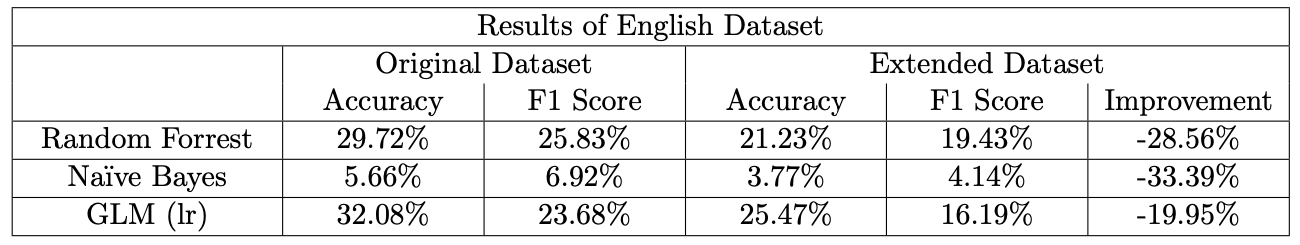 Results of English Dataset
Original Dataset Extended Dataset
Accuracy F1 Score Accuracy F1 Score Improvement
Random Forrest 29.72% 25.83% 21.23% 19.43% -28.56%
Naïve Bayes 5.66% 6.92% 3.77% 4.14% -33.39%
GLM (lr) 32.08% 23.68% 25.47% 16.19% -19.95%